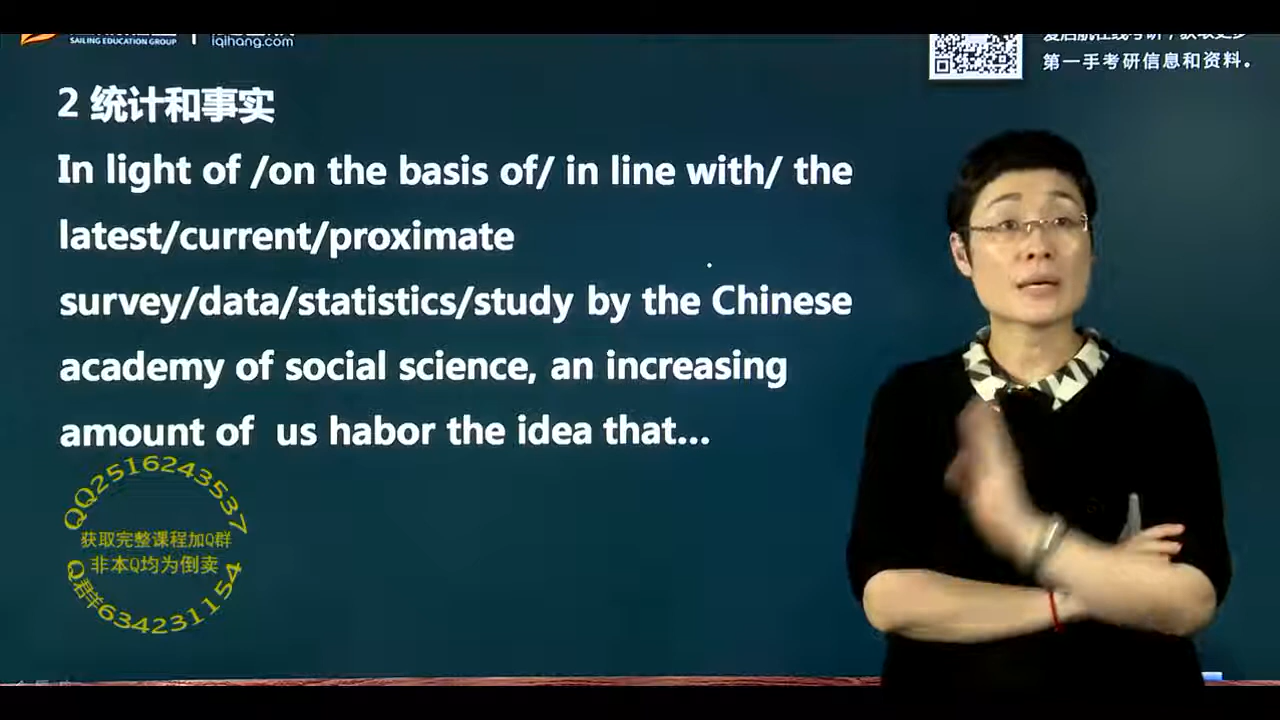 SAILING EDUCATION GROUP
iqihang.com
第一手考研信息和资料。
2 统计和事实
In light of /on the basis of/ in line with/ the
latest/current/proximate
survey/data/statistics/study by the Chinese
academy of social science, an increasing
amount of us habor the idea that...
QQ2516243537
获取完整课程加Q群
非本Q均为倒卖
Q群634231154